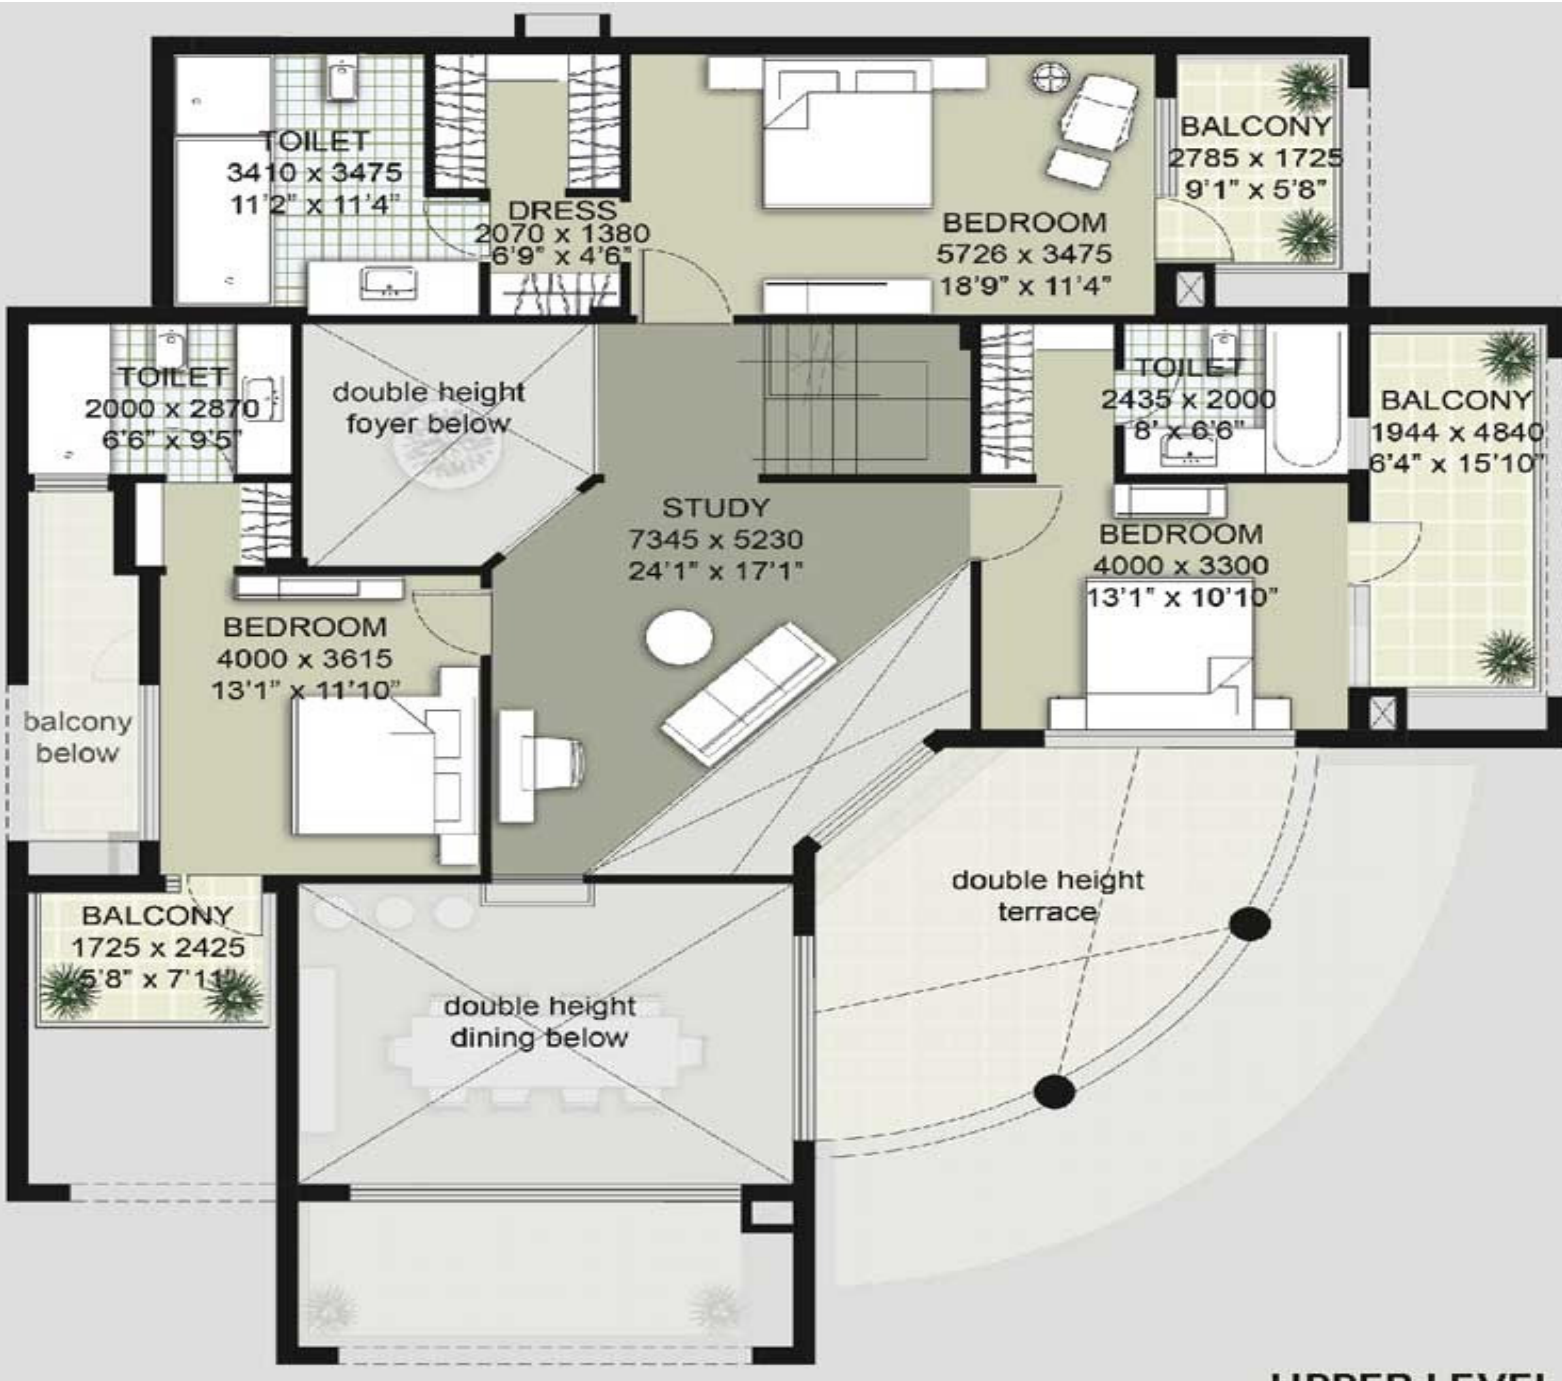 TOILET
3410 x 3475
11'2" x 11'4"
DRESS
2070 x 1380
6'9" x 4'6"
BEDROOM
5726 x 3475
18'9" x 11'4"
BALCONY
2785 x 1725
9'1" x 5'8"
TOILET
2000 x 2870
6'6" x 9'5"
double height
foyer below
STUDY
7345 x 5230
24'1" x 17'1"
TOILET
2435 x 2000
8' x 6'6"
BALCONY
1944 x 4840
6'4" x 15'10"
BEDROOM
4000 x 3300
13'1" x 10'10"
BEDROOM
4000 x 3615
13'1" x 11'10"
balcony
below
BALCONY
1725 x 2425
5'8" x 7'11"
double height
terrace
double height
dining below
UPPER LEVEL